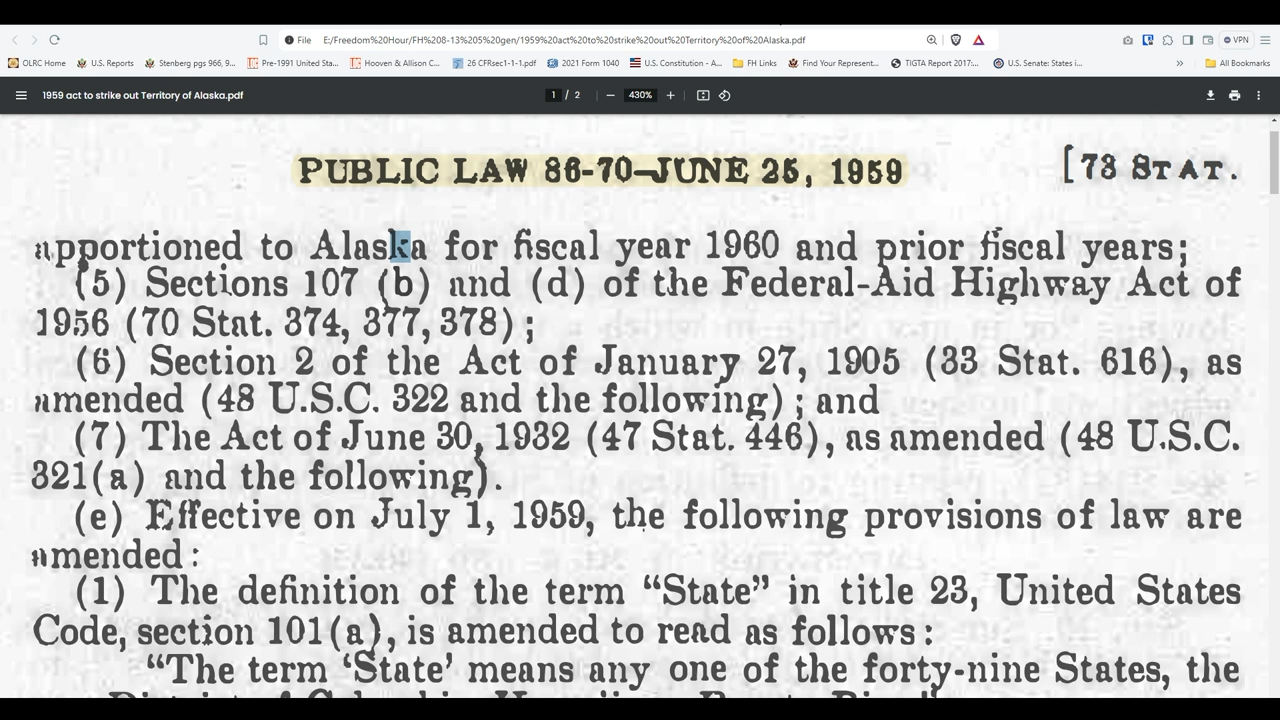 File E:/Freedom%20Hour/FH%208-13%205%20gen/1959%20act%20to%20strike%20out%20Territory%20of%20Alaska.pdf VPN
OLRC Home U.S. Reports Stenberg pgs 966, 9... Pre-1991 United Sta... Hooven & Allison C... 26 CFRsec1-1-1.pdf 2021 Form 1040 U.S. Constitution - A... FH Links Find Your Represent... TIGTA Report 2017:... U.S. Senate: States i... » All Bookmarks
1959 act to strike out Territory of Alaska.pdf 1 / 2 430%
PUBLIC LAW 86-70—JUNE 25, 1959 [73 STAT.
apportioned to Alaska for fiscal year 1960 and prior fiscal years;
(5) Sections 107 (b) and (d) of the Federal-Aid Highway Act of
1956 (70 Stat. 374, 377, 378);
(6) Section 2 of the Act of January 27, 1905 (33 Stat. 616), as
amended (48 U.S.C. 322 and the following); and
(7) The Act of June 30, 1932 (47 Stat. 446), as amended (48 U.S.C.
321(a) and the following).
(e) Effective on July 1, 1959, the following provisions of law are
amended:
(1) The definition of the term “State” in title 23, United States
Code, section 101(a), is amended to read as follows:
“The term ‘State’ means any one of the forty-nine States, the